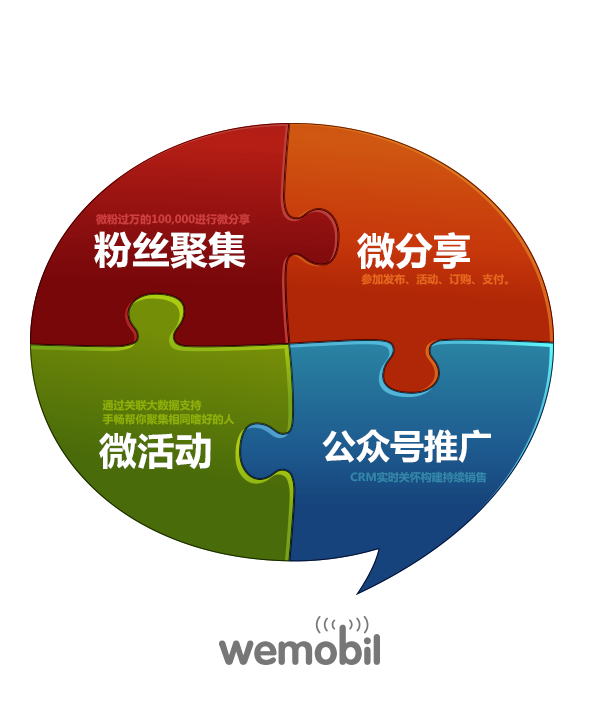 微粉过万的100,000进行微分享
粉丝聚集
微分享
参加发布、活动、订购、支付。
通过关联大数据支持
手畅帮你聚集相同嗜好的人
微活动
公众号推广
CRM实时关怀构建持续销售
wemobil